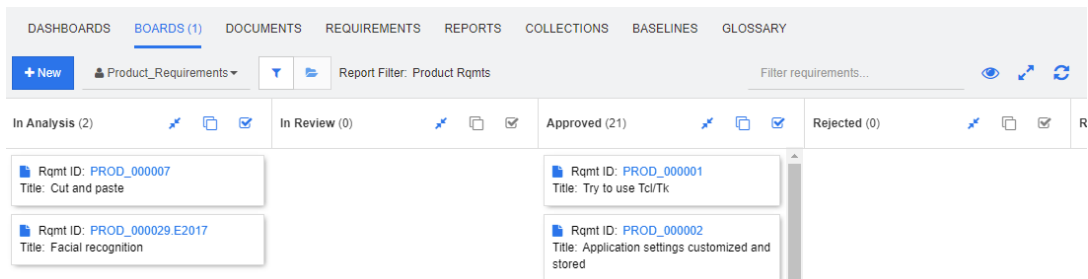 DASHBOARDS BOARDS (1) DOCUMENTS REQUIREMENTS REPORTS COLLECTIONS BASELINES GLOSSARY
+ New Product_Requirements Report Filter: Product Rqmts Filter requirements...
In Analysis (2) In Review (0) Approved (21) Rejected (0) R
Rqmt ID: PROD_000007
Title: Cut and paste
Rqmt ID: PROD_000029.E2017
Title: Facial recognition
Rqmt ID: PROD_000001
Title: Try to use Tcl/Tk
Rqmt ID: PROD_000002
Title: Application settings customized and
stored